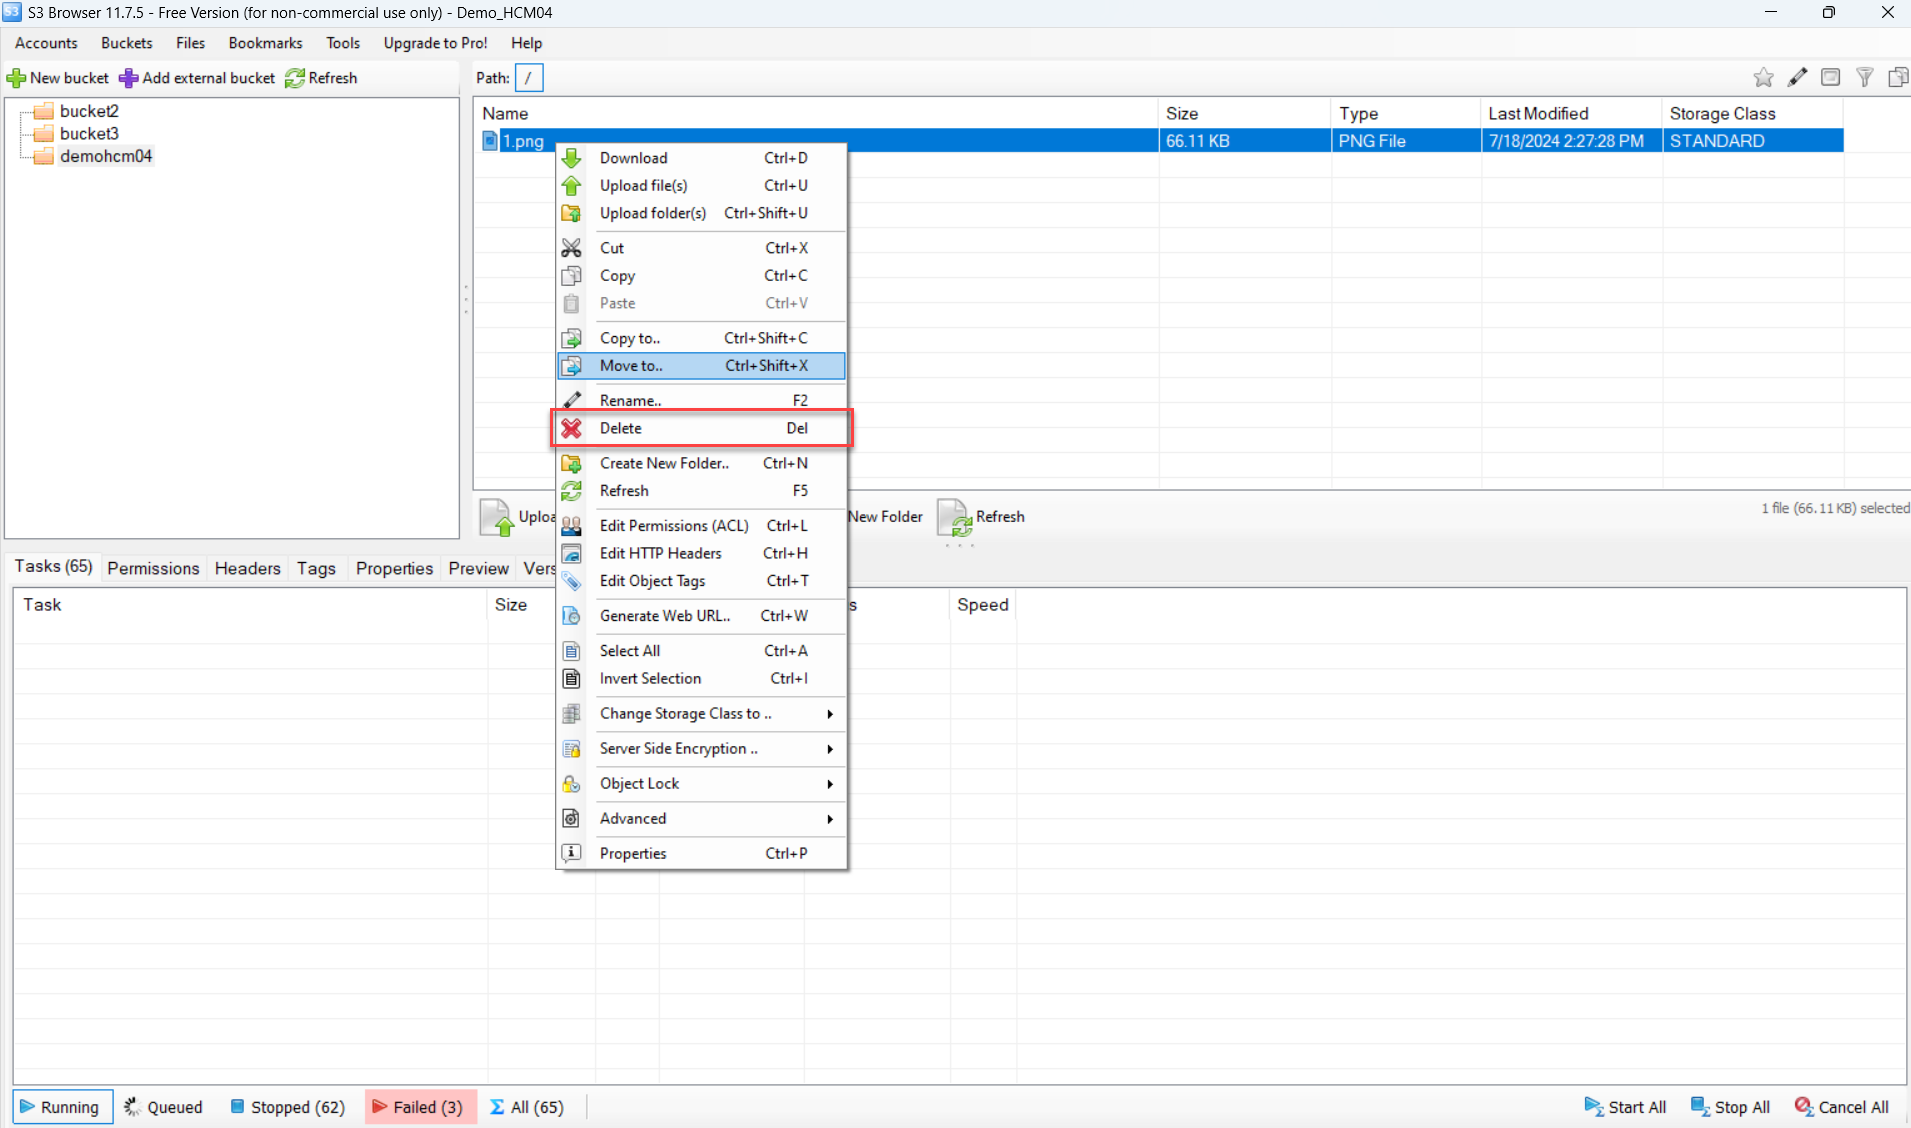 S3 Browser 11.7.5 - Free Version (for non-commercial use only) - Demo_HCM04
Accounts Buckets Files Bookmarks Tools Upgrade to Pro! Help
New bucket Add external bucket Refresh
Path: /
bucket2
bucket3
demohcm04
Name Size Type Last Modified Storage Class
1.png 66.11 KB PNG File 7/18/2024 2:27:28 PM STANDARD
Download Ctrl+D
Upload file(s) Ctrl+U
Upload folder(s) Ctrl+Shift+U
Cut Ctrl+X
Copy Ctrl+C
Paste Ctrl+V
Copy to.. Ctrl+Shift+C
Move to.. Ctrl+Shift+X
Rename.. F2
Delete Del
Create New Folder.. Ctrl+N
Refresh F5
Edit Permissions (ACL) Ctrl+L
Edit HTTP Headers Ctrl+H
Edit Object Tags Ctrl+T
Generate Web URL.. Ctrl+W
Select All Ctrl+A
Invert Selection Ctrl+I
Change Storage Class to ..
Server Side Encryption ..
Object Lock
Advanced
Properties Ctrl+P
Uploa New Folder Refresh 1 file (66.11 KB) selected
Tasks (65) Permissions Headers Tags Properties Preview Vers
Task Size s Speed
Running Queued Stopped (62) Failed (3) All (65) Start All Stop All Cancel All